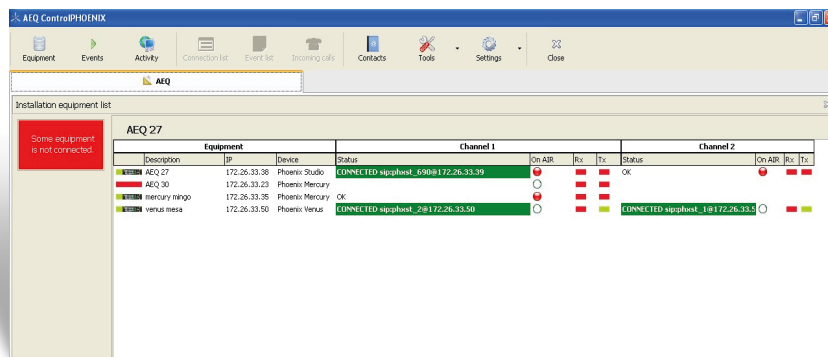 AEQ ControlPHOENIX
Equipment Events Activity Connection list Event list Incoming calls Contacts Tools Settings Close
AEQ
Installation equipment list
Some equipment
is not connected.
AEQ 27
Equipment Channel 1 Channel 2
Description IP Device Status On AIR Rx Tx Status On AIR Rx Tx
AEQ 27 172.26.33.38 Phoenix Studio CONNECTED sip:phxst_690@172.26.33.39 OK
AEQ 30 172.26.33.23 Phoenix Mercury
mercury mingo 172.26.33.35 Phoenix Mercury OK
venus mesa 172.26.33.50 Phoenix Venus CONNECTED sip:phxst_2@172.26.33.50 CONNECTED sip:phxst_1@172.26.33.5